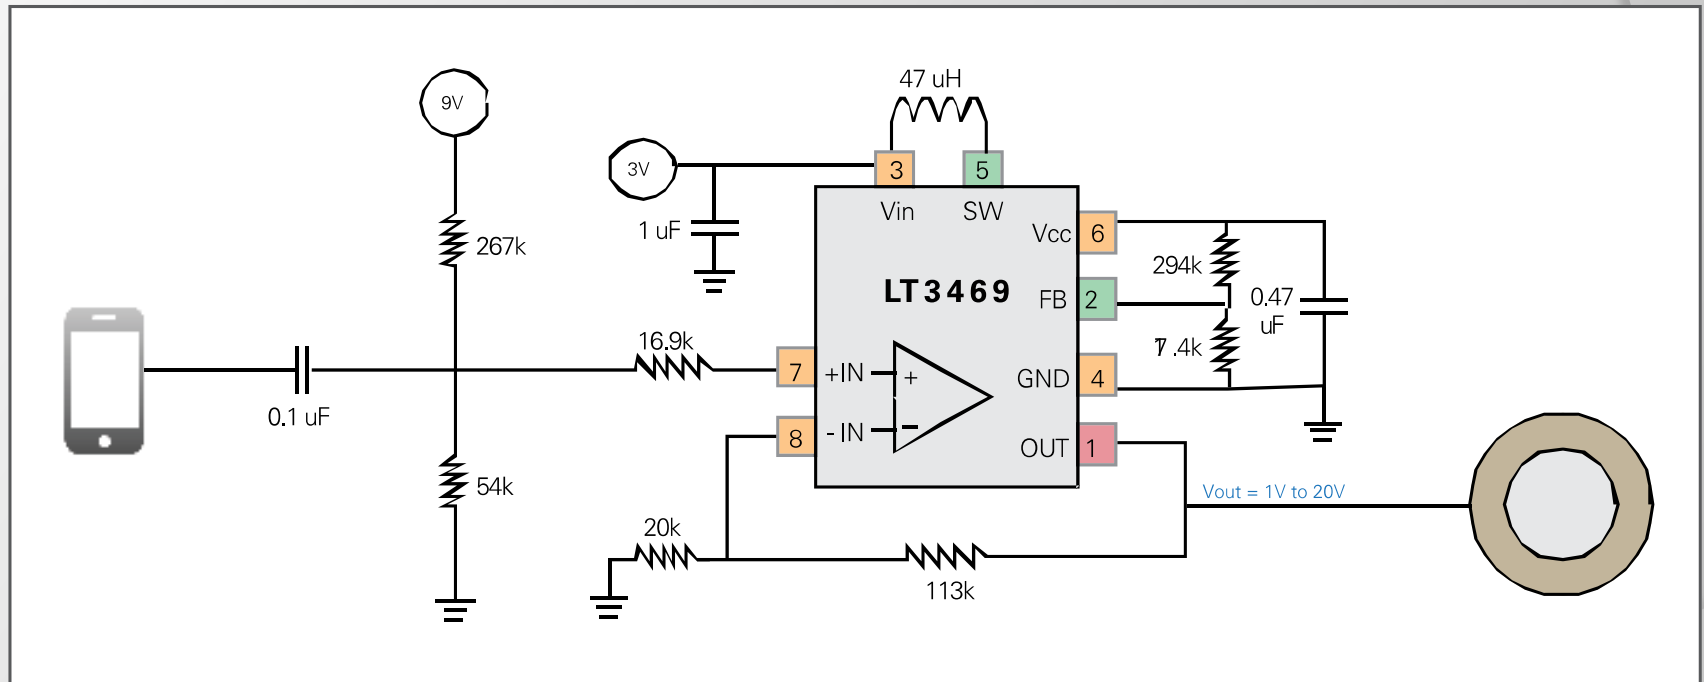 47 uH
9V
3V
3
5
Vin
SW
1 uF
Vcc
6
267k
294k
LT3469
FB
2
0.47
uF
16.9k
7.4k
7
+IN
+
GND
4
0.1 uF
8
- IN
-
OUT
1
54k
Vout = 1V to 20V
20k
113k